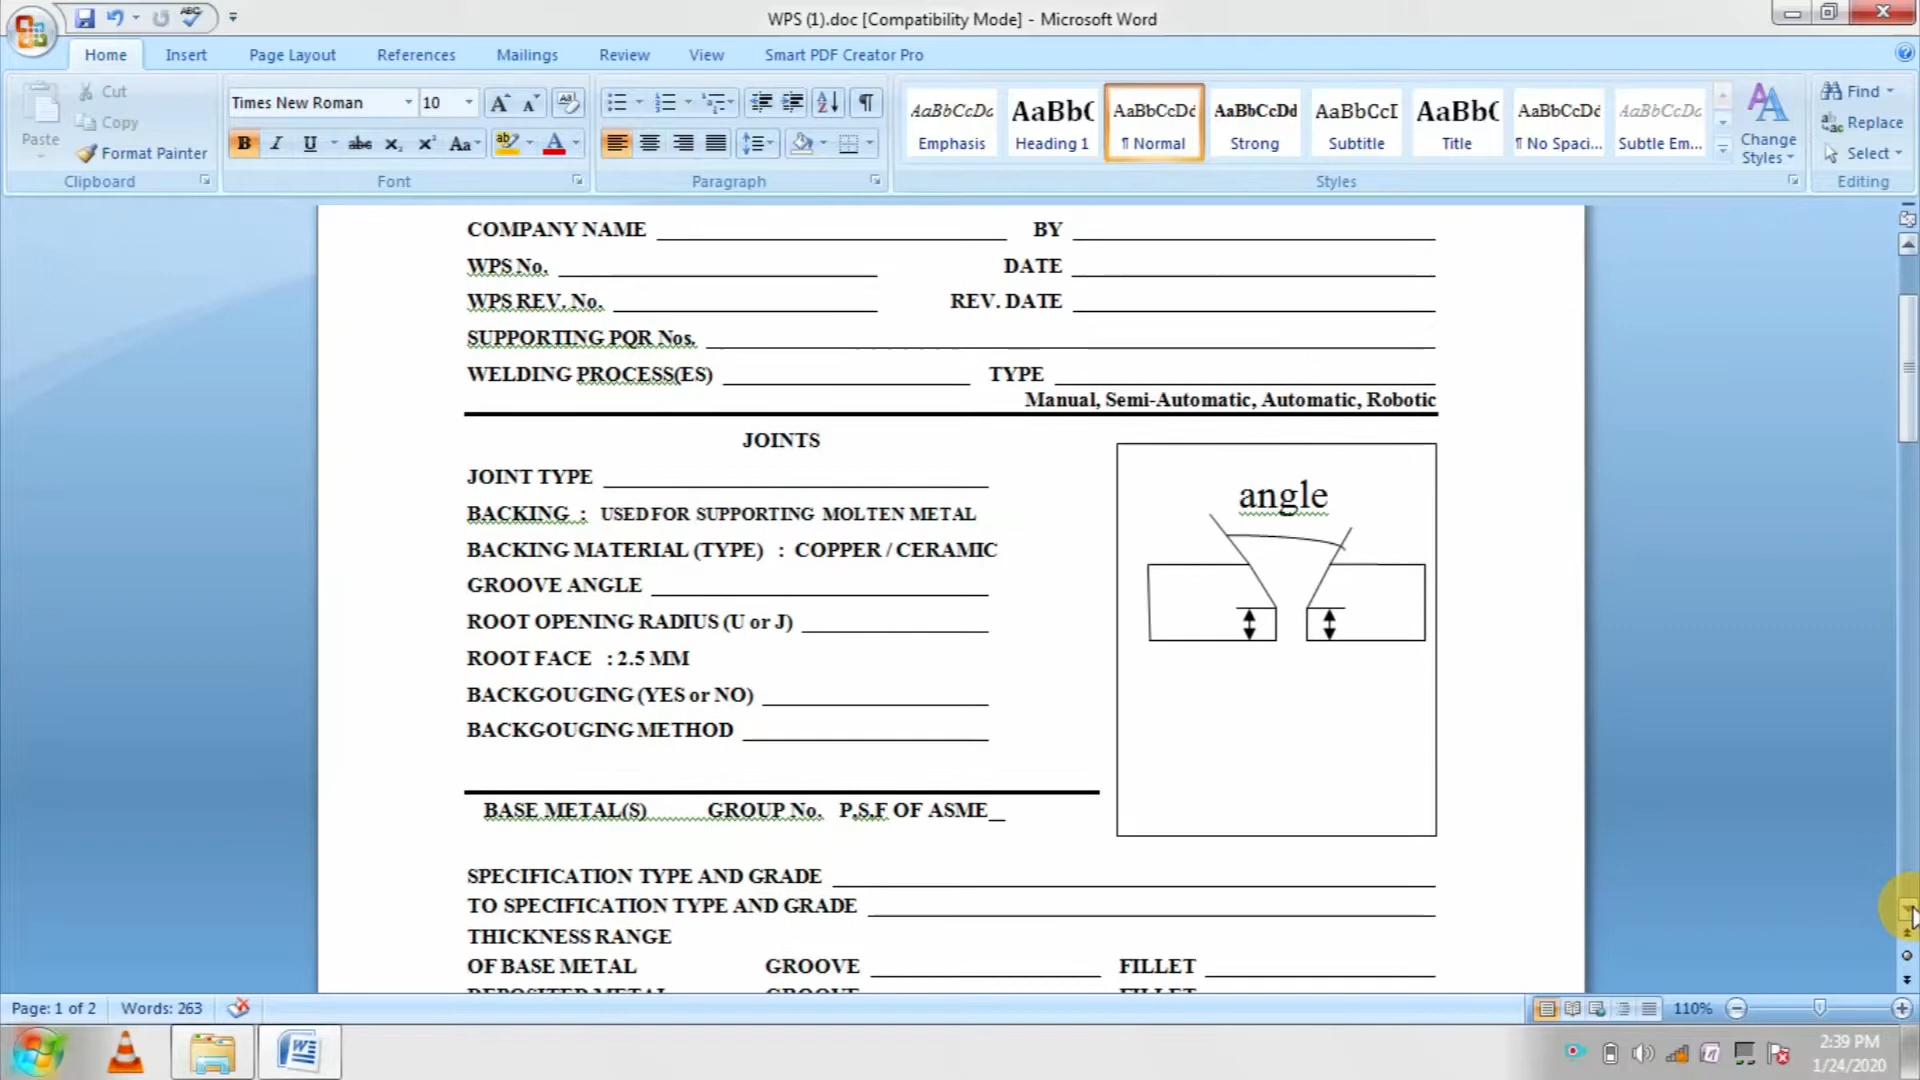 WPS (1).doc [Compatibility Mode] - Microsoft Word
Home Insert Page Layout References Mailings Review View Smart PDF Creator Pro
Paste
Cut
Copy
Format Painter
Clipboard
Times New Roman 10
Font
Paragraph
AaBbCcDc AaBbC AaBbCcDd AaBbCcDd AaBbCcI AaBbC AaBbCcDd AaBbCcDc
Emphasis Heading 1 ¶ Normal Strong Subtitle Title ¶ No Spaci... Subtle Em...
Change Styles
Styles
Find
Replace
Select
Editing
COMPANY NAME BY
WPS No. DATE
WPS REV. No. REV. DATE
SUPPORTING PQR Nos.
WELDING PROCESS(ES) TYPE
Manual, Semi-Automatic, Automatic, Robotic
JOINTS
JOINT TYPE
BACKING : USED FOR SUPPORTING MOLTEN METAL
BACKING MATERIAL (TYPE) : COPPER / CERAMIC
GROOVE ANGLE
ROOT OPENING RADIUS (U or J)
ROOT FACE : 2.5 MM
BACKGOUGING (YES or NO)
BACKGOUGING METHOD
angle
BASE METAL(S) GROUP No. P,S,F OF ASME_
SPECIFICATION TYPE AND GRADE
TO SPECIFICATION TYPE AND GRADE
THICKNESS RANGE
OF BASE METAL GROOVE FILLET
Page: 1 of 2 Words: 263 110%
2:39 PM
1/24/2020